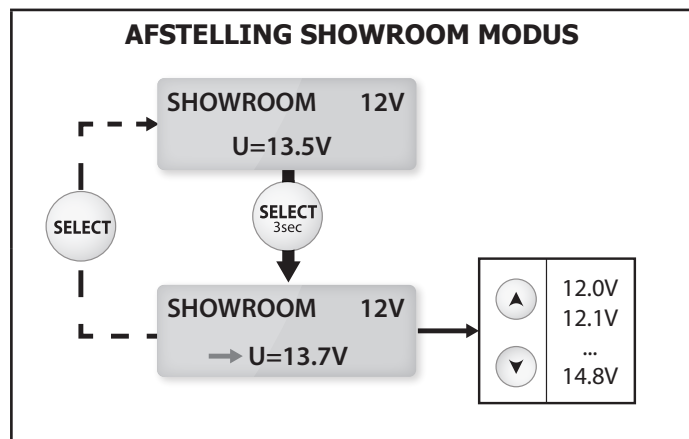 AFSTELLING SHOWROOM MODUS
SHOWROOM 12V
U=13.5V
SELECT
SELECT
3sec
SHOWROOM 12V
U=13.7V
12.0V
12.1V
...
14.8V